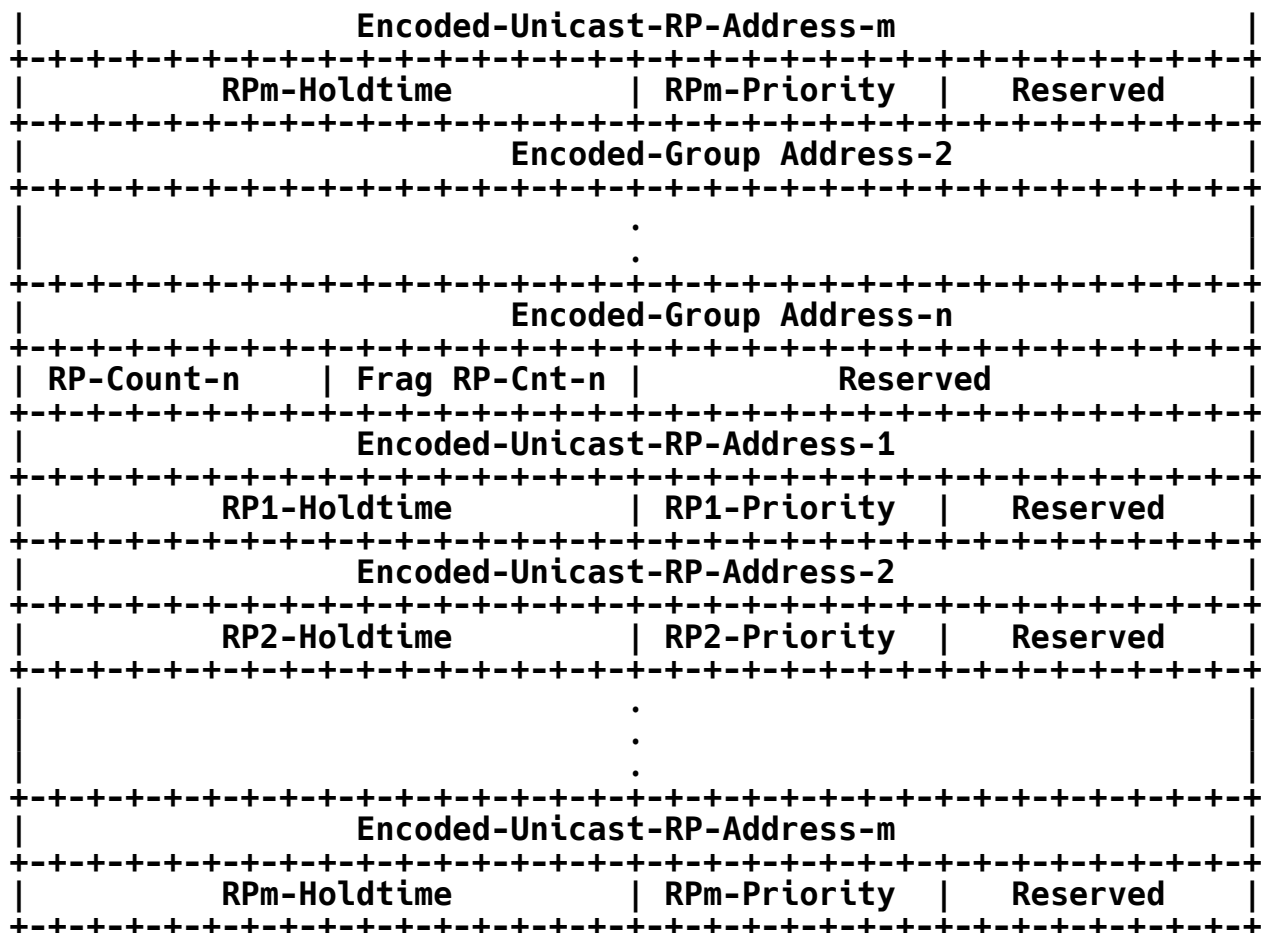 |                 Encoded-Unicast-RP-Address-m                  |
+-+-+-+-+-+-+-+-+-+-+-+-+-+-+-+-+-+-+-+-+-+-+-+-+-+-+-+-+-+-+-+-+
|          RPm-Holdtime         | RPm-Priority  |   Reserved    |
+-+-+-+-+-+-+-+-+-+-+-+-+-+-+-+-+-+-+-+-+-+-+-+-+-+-+-+-+-+-+-+-+
|                         Encoded-Group Address-2               |
+-+-+-+-+-+-+-+-+-+-+-+-+-+-+-+-+-+-+-+-+-+-+-+-+-+-+-+-+-+-+-+-+
|                               .                               |
|                               .                               |
+-+-+-+-+-+-+-+-+-+-+-+-+-+-+-+-+-+-+-+-+-+-+-+-+-+-+-+-+-+-+-+-+
|                         Encoded-Group Address-n               |
+-+-+-+-+-+-+-+-+-+-+-+-+-+-+-+-+-+-+-+-+-+-+-+-+-+-+-+-+-+-+-+-+
| RP-Count-n    | Frag RP-Cnt-n |          Reserved             |
+-+-+-+-+-+-+-+-+-+-+-+-+-+-+-+-+-+-+-+-+-+-+-+-+-+-+-+-+-+-+-+-+
|                 Encoded-Unicast-RP-Address-1                  |
+-+-+-+-+-+-+-+-+-+-+-+-+-+-+-+-+-+-+-+-+-+-+-+-+-+-+-+-+-+-+-+-+
|          RP1-Holdtime         | RP1-Priority  |   Reserved    |
+-+-+-+-+-+-+-+-+-+-+-+-+-+-+-+-+-+-+-+-+-+-+-+-+-+-+-+-+-+-+-+-+
|                 Encoded-Unicast-RP-Address-2                  |
+-+-+-+-+-+-+-+-+-+-+-+-+-+-+-+-+-+-+-+-+-+-+-+-+-+-+-+-+-+-+-+-+
|          RP2-Holdtime         | RP2-Priority  |   Reserved    |
+-+-+-+-+-+-+-+-+-+-+-+-+-+-+-+-+-+-+-+-+-+-+-+-+-+-+-+-+-+-+-+-+
|                               .                               |
|                               .                               |
|                               .                               |
+-+-+-+-+-+-+-+-+-+-+-+-+-+-+-+-+-+-+-+-+-+-+-+-+-+-+-+-+-+-+-+-+
|                 Encoded-Unicast-RP-Address-m                  |
+-+-+-+-+-+-+-+-+-+-+-+-+-+-+-+-+-+-+-+-+-+-+-+-+-+-+-+-+-+-+-+-+
|          RPm-Holdtime         | RPm-Priority  |   Reserved    |
+-+-+-+-+-+-+-+-+-+-+-+-+-+-+-+-+-+-+-+-+-+-+-+-+-+-+-+-+-+-+-+-+